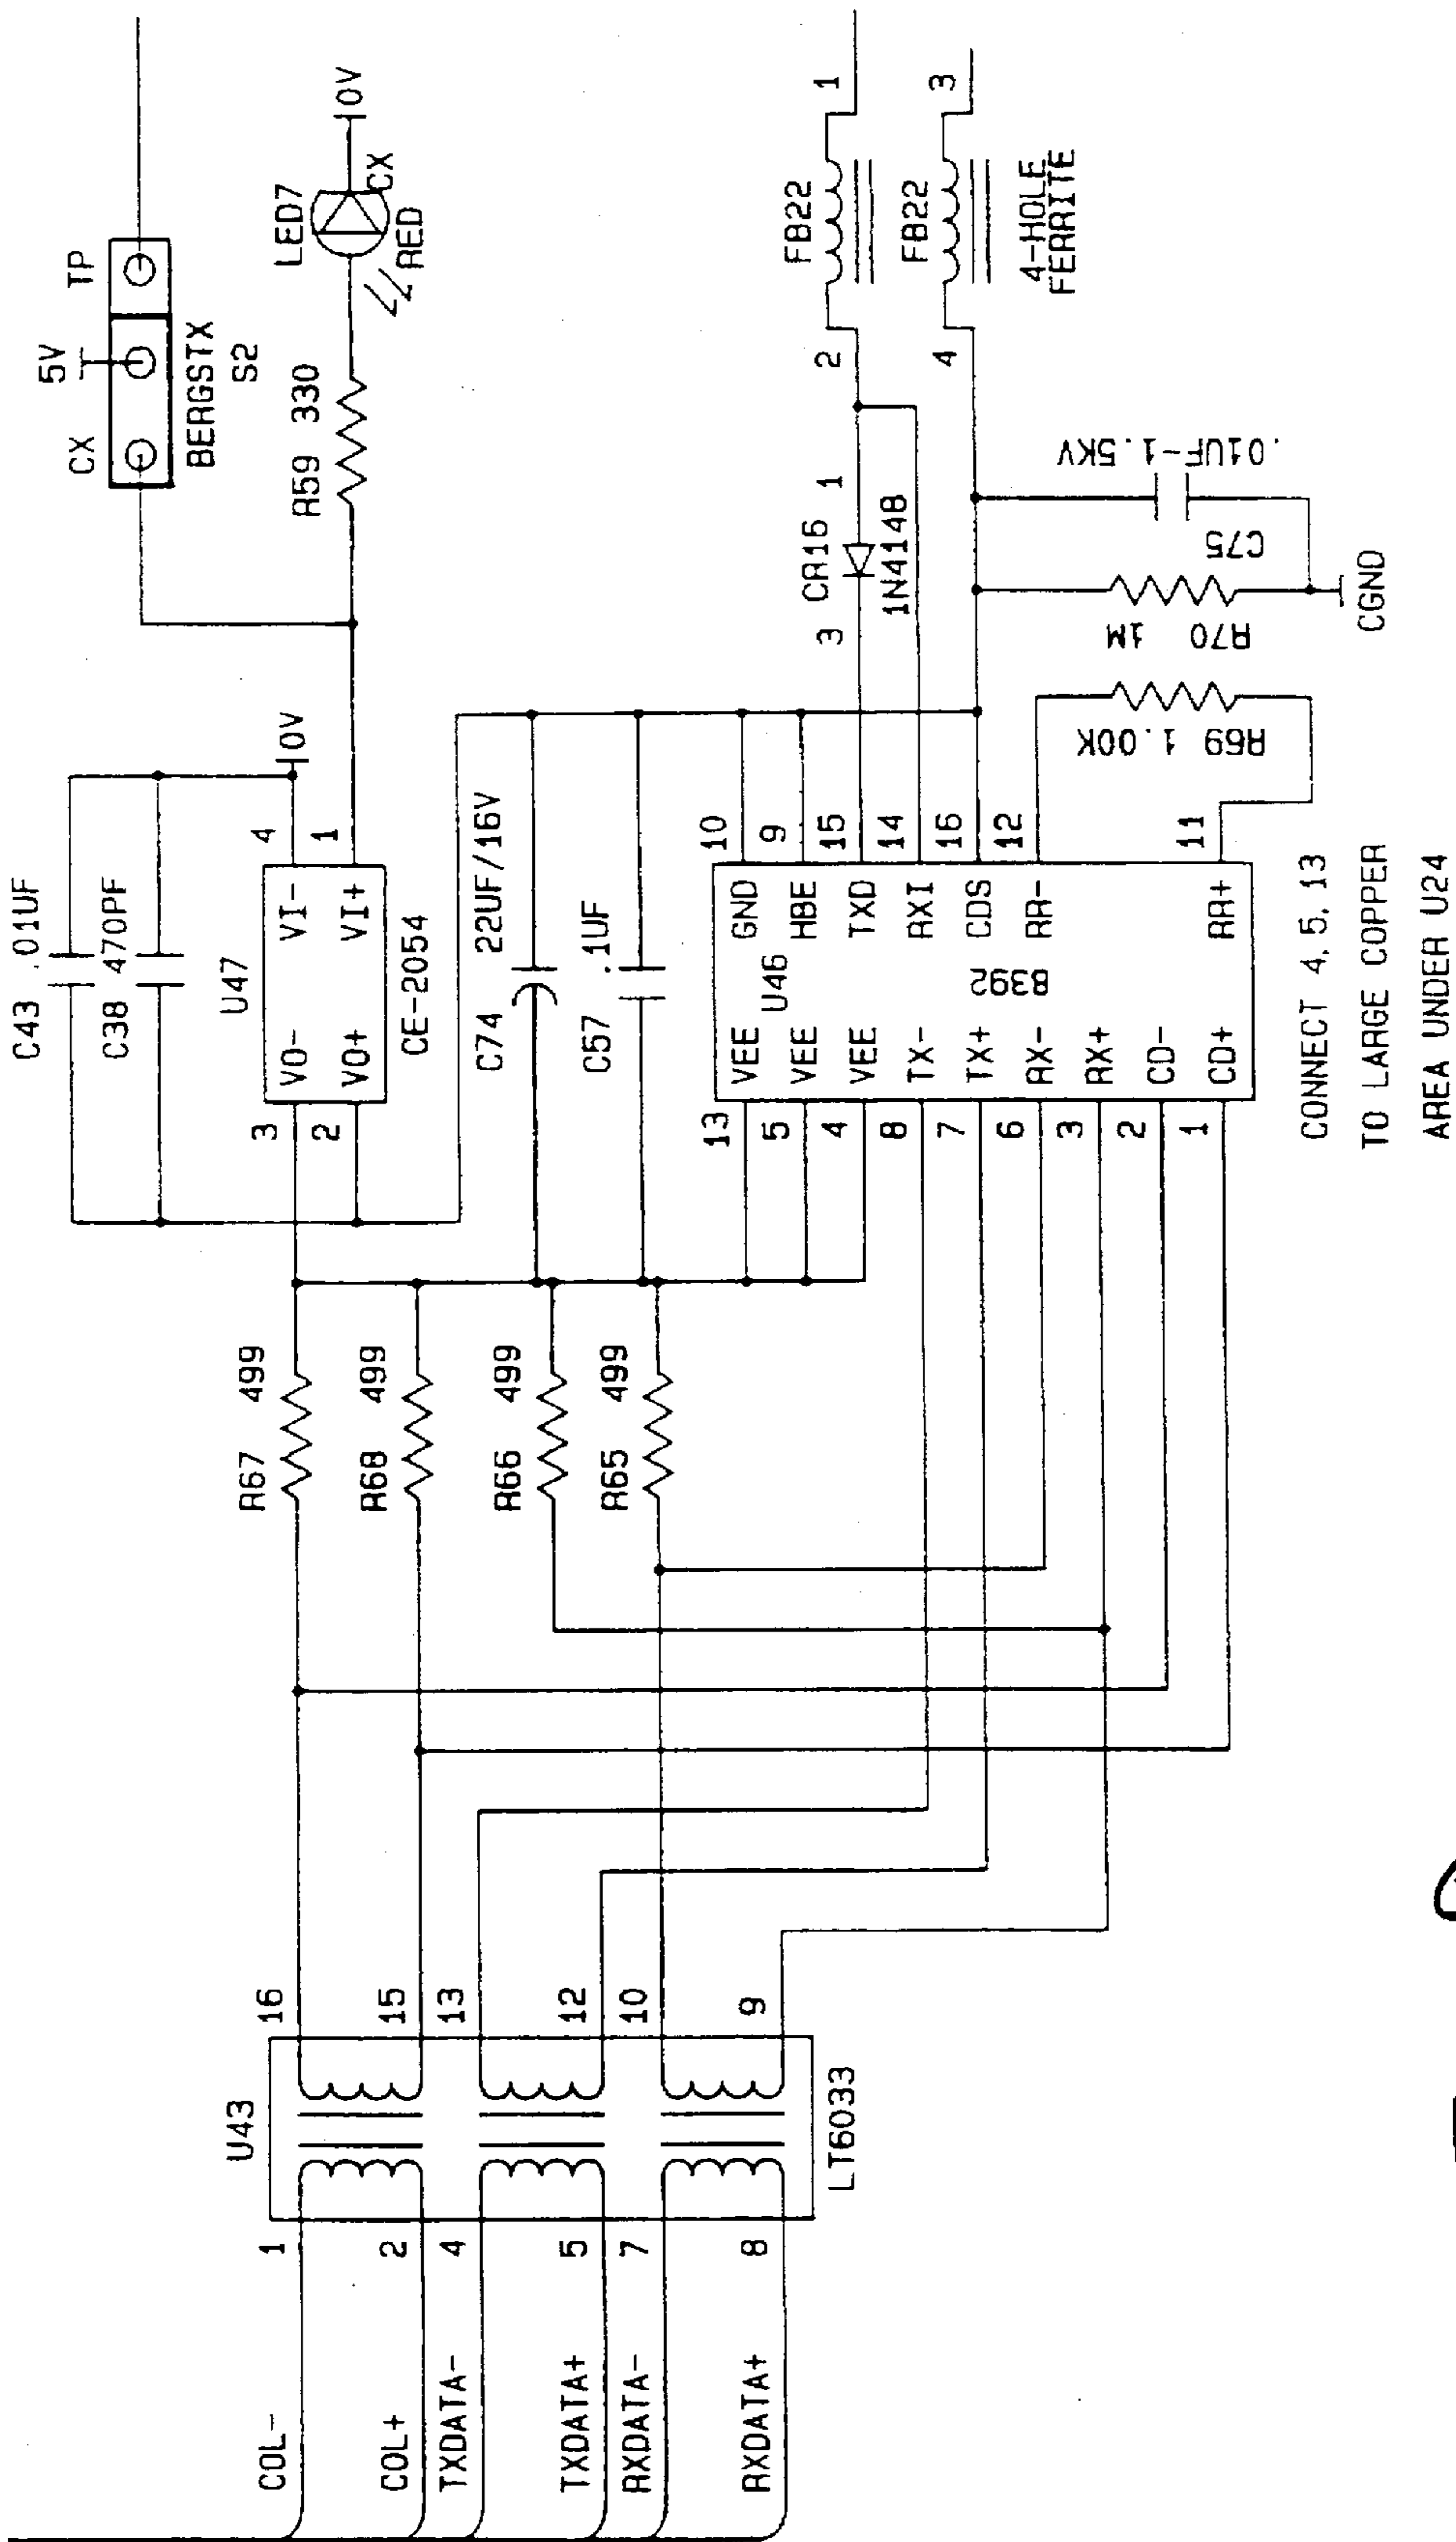 5V
CX
TP
BERGSTX
S2
LED7
0V
CX
RED
R59 330
C43 .01UF
C38 470PF
0V
U47
4
1
3
2
VO-
VI-
VO+
VI+
CE-2054
C74 22UF/16V
C57 .1UF
R67 499
R68 499
R66 499
R65 499
FB22
1
2
FB22
3
4
4-HOLE
FERRITE
CR16
1
3
1N4148
.01UF-1.5KV
C75
R70 1M
R69 1.00K
CGND
U46
8392
13
VEE
GND
10
5
VEE
HBE
9
4
VEE
TXD
15
8
TX-
RXI
14
7
TX+
CDS
16
6
RX-
RR-
12
3
RX+
2
CD-
1
CD+
RR+
11
CONNECT 4, 5, 13
TO LARGE COPPER
AREA UNDER U24
U43
COL-
1
16
COL+
2
15
TXDATA-
4
13
TXDATA+
5
12
RXDATA-
7
10
RXDATA+
8
9
LT6033